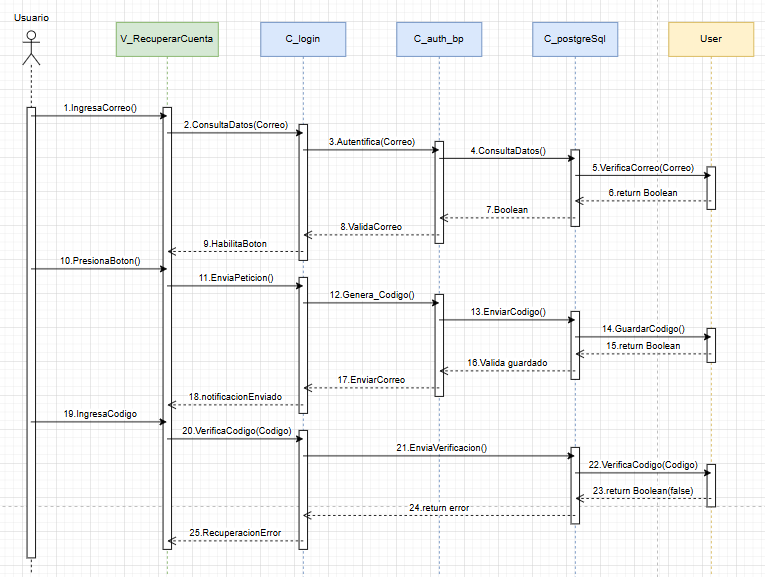 Usuario
V_RecuperarCuenta
C_login
C_auth_bp
C_postgreSql
User
1.IngresaCorreo()
2.ConsultaDatos(Correo)
3.Autentifica(Correo)
4.ConsultaDatos()
5.VerificaCorreo(Correo)
6.return Boolean
7.Boolean
8.ValidaCorreo
9.HabilitaBoton
10.PresionaBoton()
11.EnviaPeticion()
12.Genera_Codigo()
13.EnviarCodigo()
14.GuardarCodigo()
15.return Boolean
16.Valida guardado
17.EnviarCorreo
18.notificacionEnviado
19.IngresaCodigo
20.VerificaCodigo(Codigo)
21.EnviaVerificacion()
22.VerificaCodigo(Codigo)
23.return Boolean(false)
24.return error
25.RecuperacionError